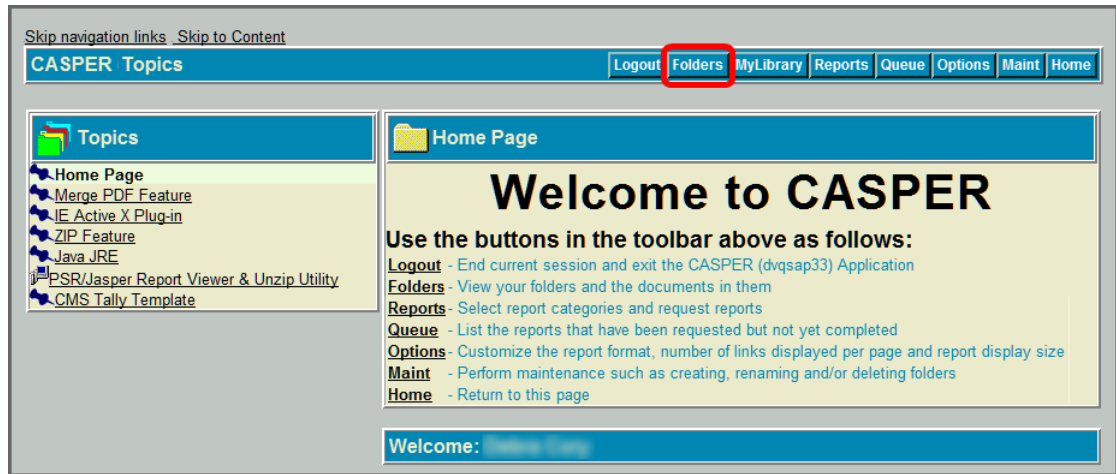 Skip navigation links Skip to Content
CASPER Topics
Logout Folders MyLibrary Reports Queue Options Maint Home
Topics
Home Page
Merge PDF Feature
IE Active X Plug-in
ZIP Feature
Java JRE
PSR/Jasper Report Viewer & Unzip Utility
CMS Tally Template
Home Page
Welcome to CASPER
Use the buttons in the toolbar above as follows:
Logout - End current session and exit the CASPER (dvqsap33) Application
Folders - View your folders and the documents in them
Reports - Select report categories and request reports
Queue - List the reports that have been requested but not yet completed
Options - Customize the report format, number of links displayed per page and report display size
Maint - Perform maintenance such as creating, renaming and/or deleting folders
Home - Return to this page
Welcome: